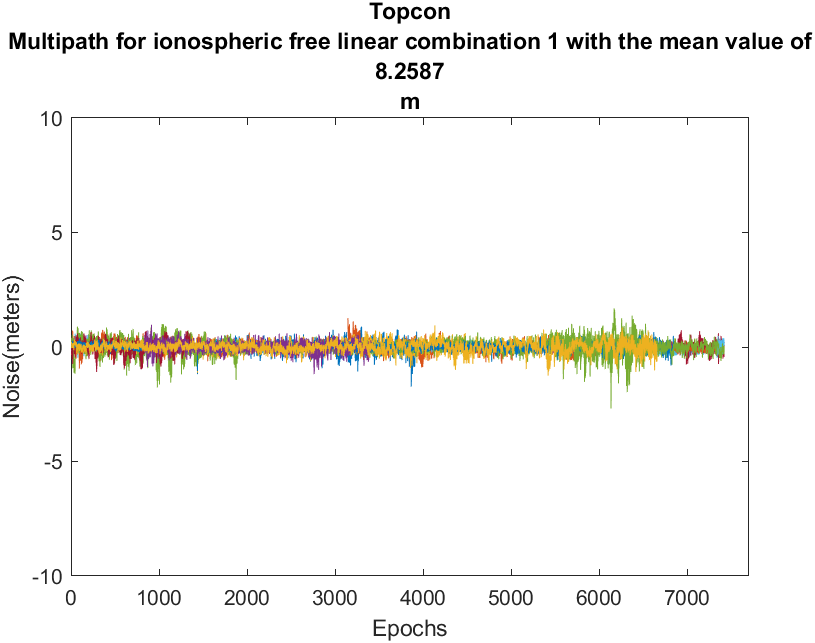 Topcon
Multipath for ionospheric free linear combination 1 with the mean value of
8.2587
m
10
5
0
-5
-10
Noise(meters)
0 1000 2000 3000 4000 5000 6000 7000
Epochs